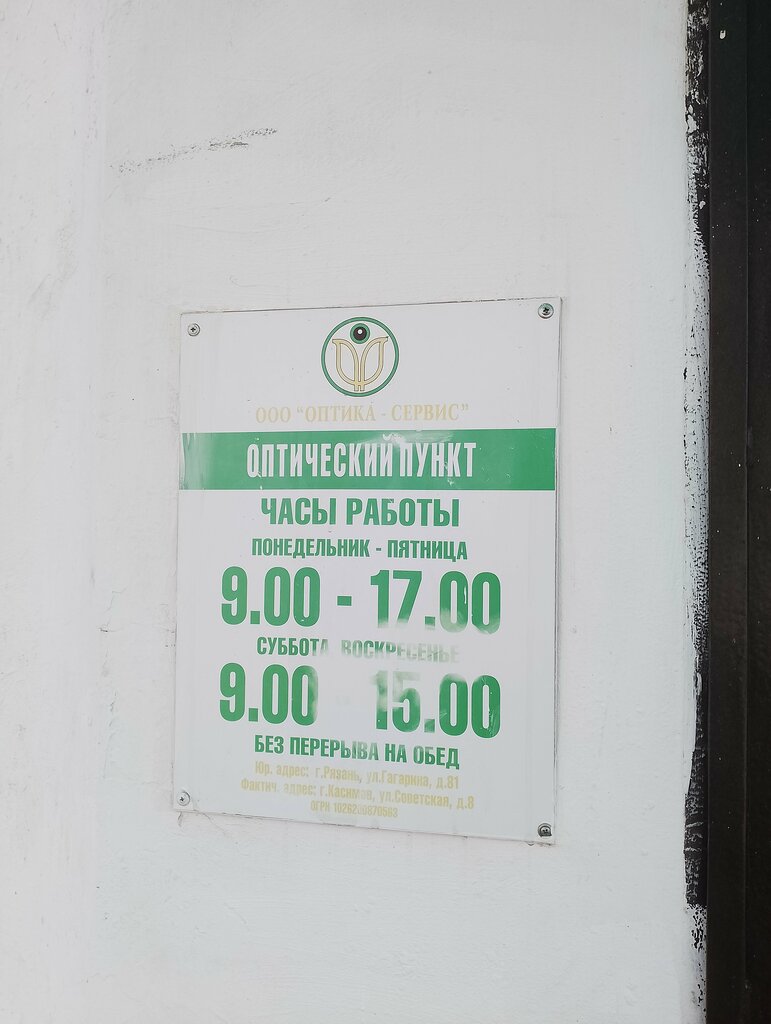 ООО "ОПТИКА - СЕРВИС"
ОПТИЧЕСКИЙ ПУНКТ
ЧАСЫ РАБОТЫ
ПОНЕДЕЛЬНИК - ПЯТНИЦА
9.00 - 17.00
СУББОТА ВОСКРЕСЕНЬЕ
9.00 15.00
БЕЗ ПЕРЕРЫВА НА ОБЕД
Юр. адрес: г.Рязань, ул.Гагарина, д.81
Фактич. адрес: г.Касимов, ул.Советская, д.8
ОГРН